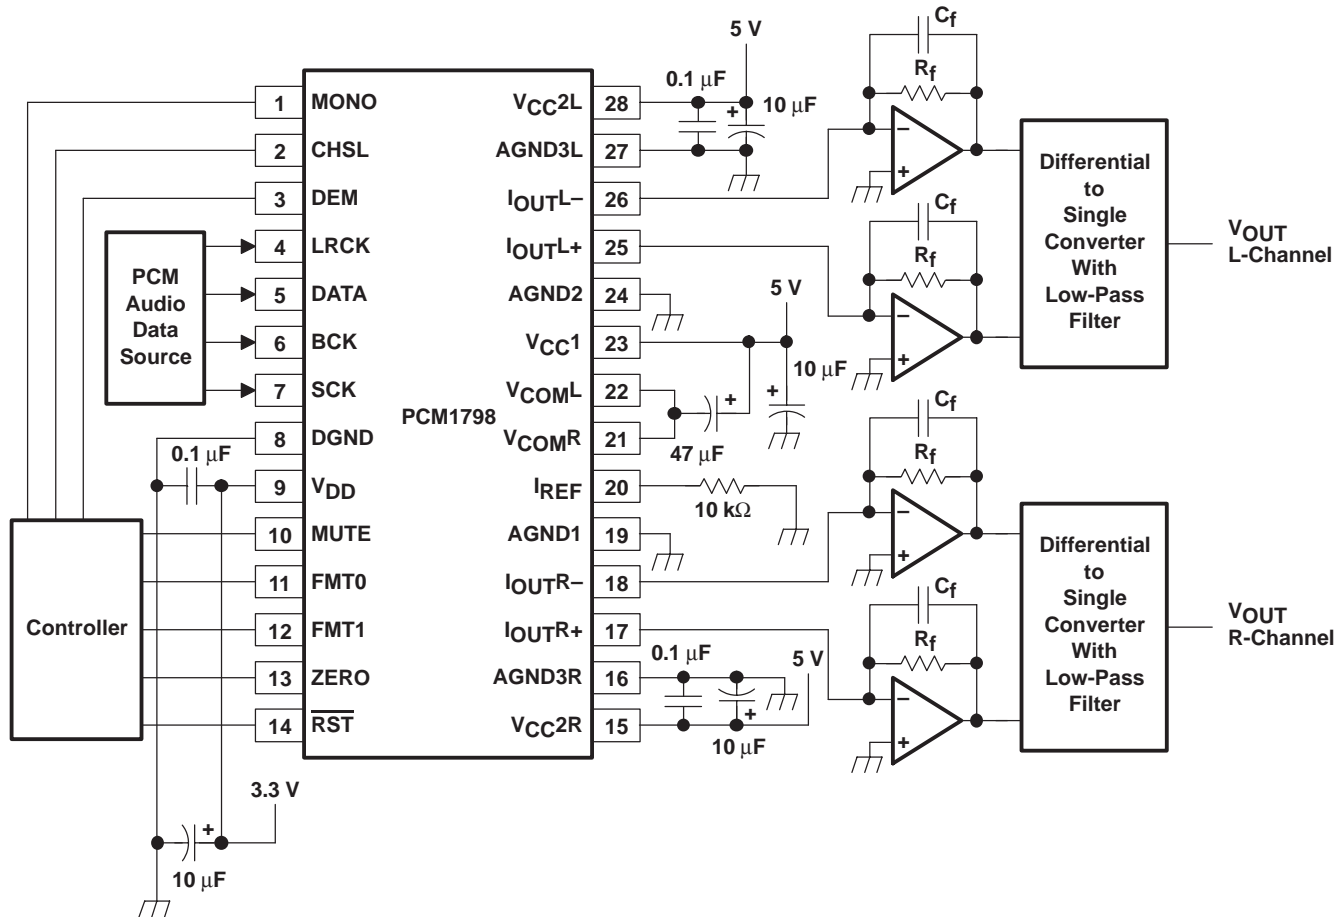 5 V
0.1 μF
10 μF
+
1 MONO
2 CHSL
3 DEM
4 LRCK
5 DATA
6 BCK
7 SCK
8 DGND
9 VDD
10 MUTE
11 FMT0
12 FMT1
13 ZERO
14 RST
PCM1798
VCC2L 28
AGND3L 27
IOUTL– 26
IOUTL+ 25
AGND2 24
VCC1 23
VCOML 22
VCOMR 21
IREF 20
AGND1 19
IOUTR– 18
IOUTR+ 17
AGND3R 16
VCC2R 15
PCM
Audio
Data
Source
0.1 μF
Controller
3.3 V
+
10 μF
5 V
10 μF
+
+
47 μF
10 kΩ
0.1 μF
5 V
+
10 μF
Cf
Rf
–
+
Cf
Rf
–
+
Differential
to
Single
Converter
With
Low-Pass
Filter
VOUT
L-Channel
Cf
Rf
–
+
Cf
Rf
–
+
Differential
to
Single
Converter
With
Low-Pass
Filter
VOUT
R-Channel